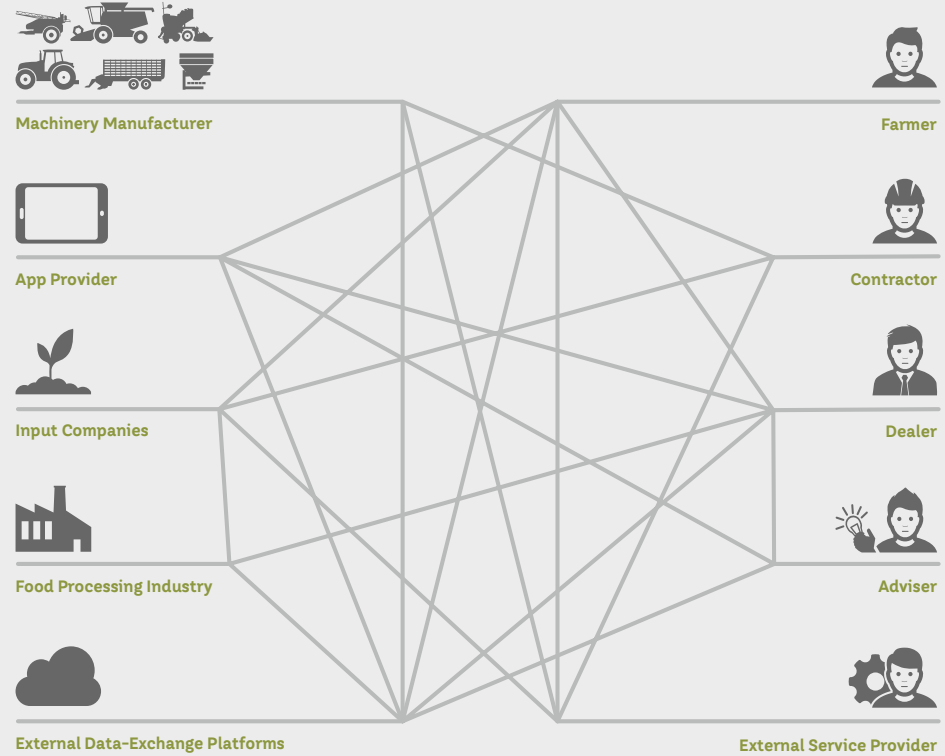 Machinery Manufacturer
Farmer
App Provider
Contractor
Input Companies
Dealer
Food Processing Industry
Adviser
External Data-Exchange Platforms
External Service Provider